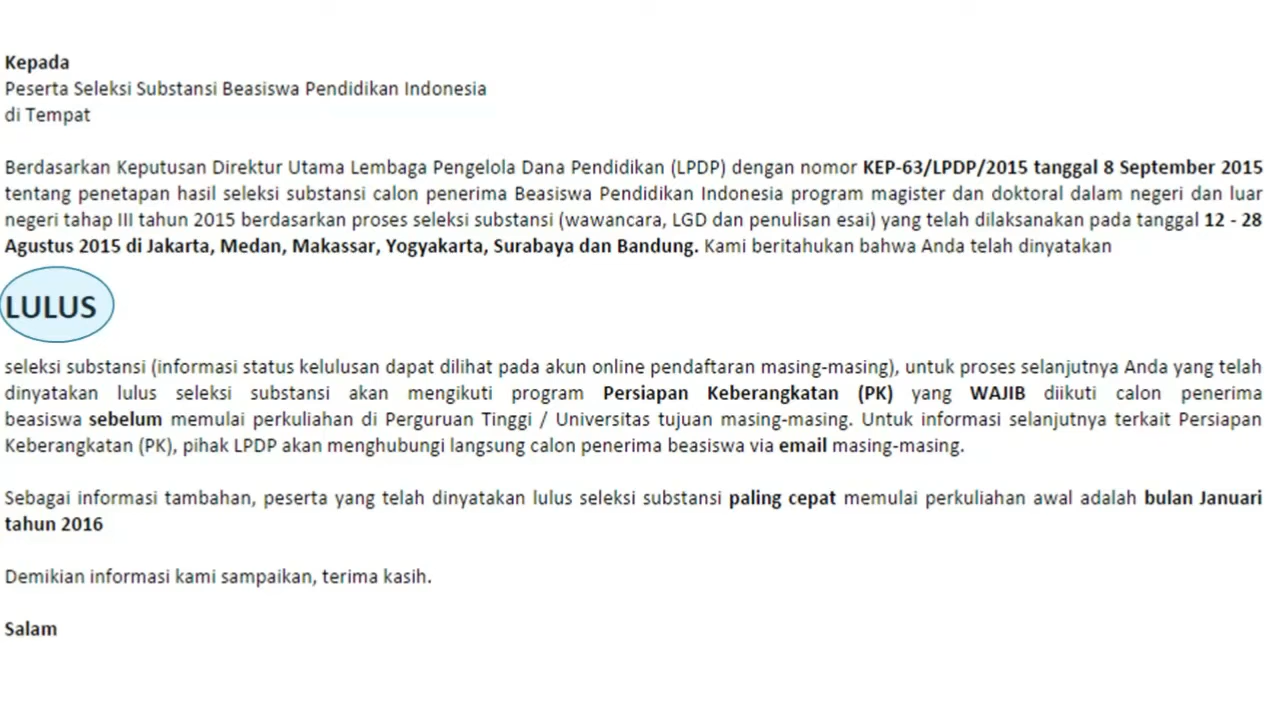 Kepada
Peserta Seleksi Substansi Beasiswa Pendidikan Indonesia
di Tempat
Berdasarkan Keputusan Direktur Utama Lembaga Pengelola Dana Pendidikan (LPDP) dengan nomor KEP-63/LPDP/2015 tanggal 8 September 2015
tentang penetapan hasil seleksi substansi calon penerima Beasiswa Pendidikan Indonesia program magister dan doktoral dalam negeri dan luar
negeri tahap III tahun 2015 berdasarkan proses seleksi substansi (wawancara, LGD dan penulisan esai) yang telah dilaksanakan pada tanggal 12 - 28
Agustus 2015 di Jakarta, Medan, Makassar, Yogyakarta, Surabaya dan Bandung. Kami beritahukan bahwa Anda telah dinyatakan
LULUS
seleksi substansi (informasi status kelulusan dapat dilihat pada akun online pendaftaran masing-masing), untuk proses selanjutnya Anda yang telah
dinyatakan lulus seleksi substansi akan mengikuti program Persiapan Keberangkatan (PK) yang WAJIB diikuti calon penerima
beasiswa sebelum memulai perkuliahan di Perguruan Tinggi / Universitas tujuan masing-masing. Untuk informasi selanjutnya terkait Persiapan
Keberangkatan (PK), pihak LPDP akan menghubungi langsung calon penerima beasiswa via email masing-masing.
Sebagai informasi tambahan, peserta yang telah dinyatakan lulus seleksi substansi paling cepat memulai perkuliahan awal adalah bulan Januari
tahun 2016
Demikian informasi kami sampaikan, terima kasih.
Salam